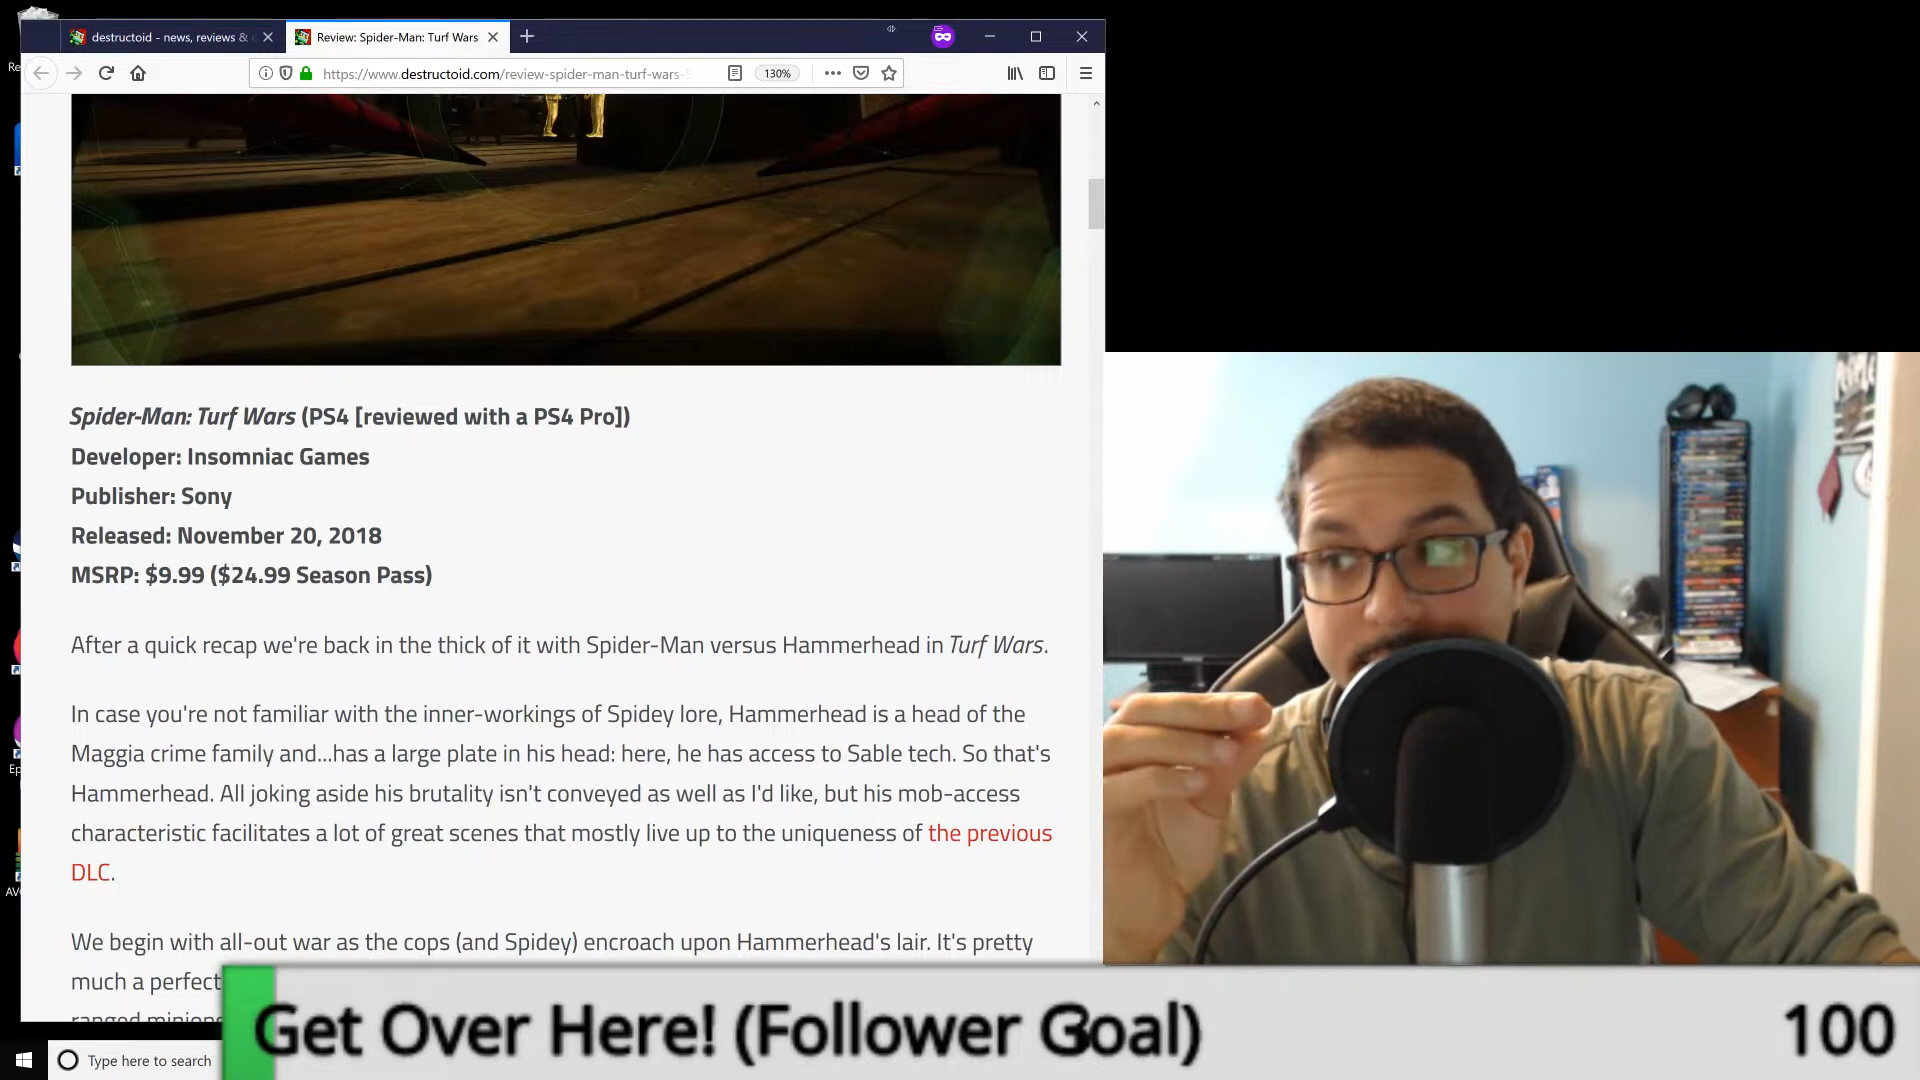 destructoid - news, reviews &
Review: Spider-Man: Turf Wars
https://www.destructoid.com/review-spider-man-turf-wars-
130%
Spider-Man: Turf Wars (PS4 [reviewed with a PS4 Pro])
Developer: Insomniac Games
Publisher: Sony
Released: November 20, 2018
MSRP: $9.99 ($24.99 Season Pass)
After a quick recap we're back in the thick of it with Spider-Man versus Hammerhead in Turf Wars.
In case you're not familiar with the inner-workings of Spidey lore, Hammerhead is a head of the
Maggia crime family and...has a large plate in his head: here, he has access to Sable tech. So that's
Hammerhead. All joking aside his brutality isn't conveyed as well as I'd like, but his mob-access
characteristic facilitates a lot of great scenes that mostly live up to the uniqueness of the previous
DLC.
We begin with all-out war as the cops (and Spidey) encroach upon Hammerhead's lair. It's pretty
much a perfect
ranged minions
Get Over Here! (Follower Goal)
3
100
Type here to search
Re
Ep
AV